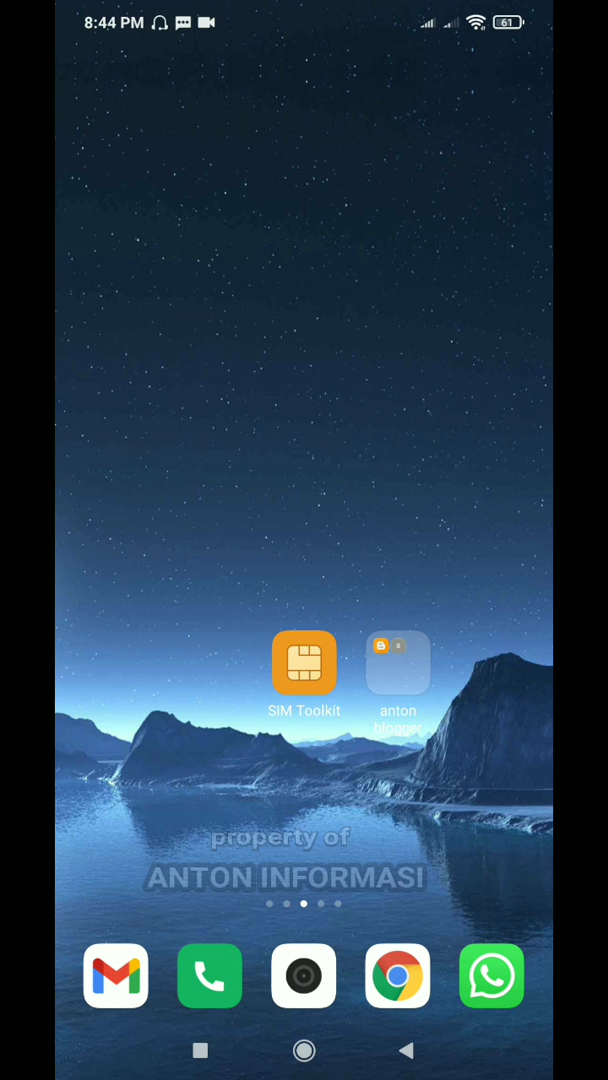 8:44 PM
61
SIM Toolkit
anton
blogger
property of
ANTON INFORMASI